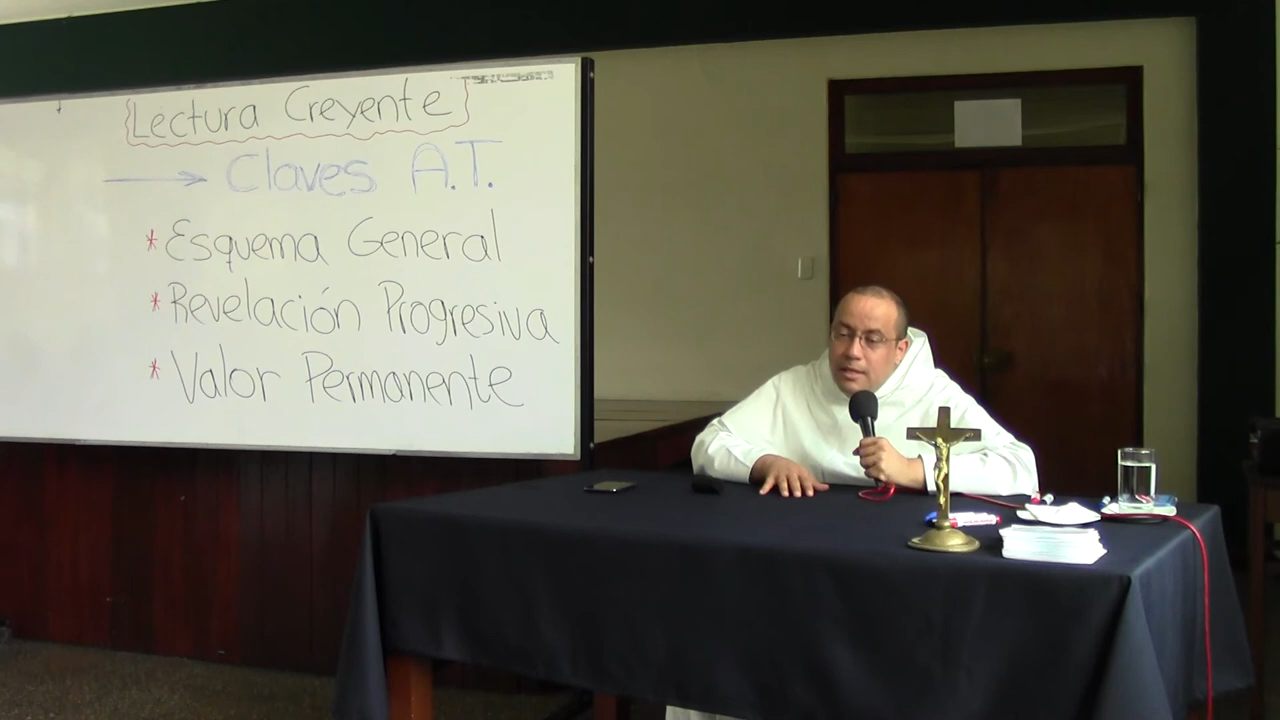 Lectura Creyente
→ Claves A.T.
* Esquema General
* Revelación Progresiva
* Valor Permanente